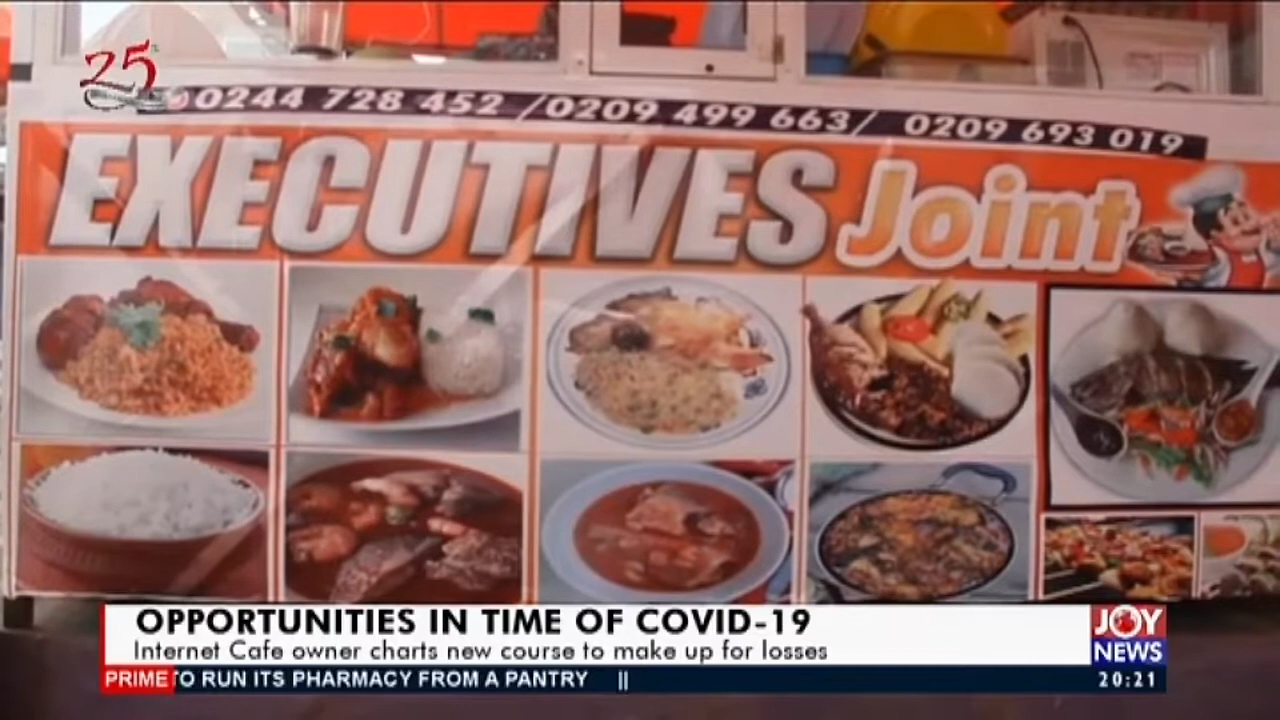 25
0244 728 452 /0209 499 663/ 0209 693 019
EXECUTIVES Joint
OPPORTUNITIES IN TIME OF COVID-19
Internet Cafe owner charts new course to make up for losses
JOY
NEWS
PRIME TO RUN ITS PHARMACY FROM A PANTRY ||
20:21